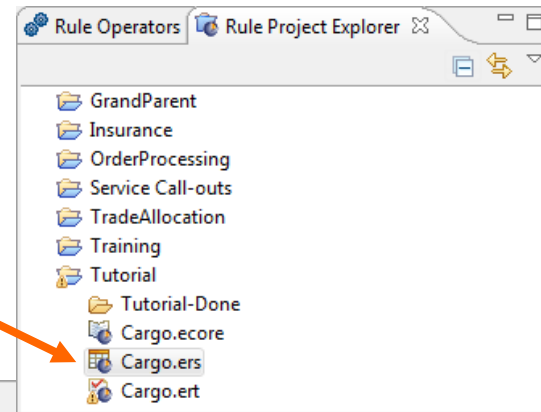 Rule Operators Rule Project Explorer
GrandParent
Insurance
OrderProcessing
Service Call-outs
TradeAllocation
Training
Tutorial
Tutorial-Done
Cargo.ecore
Cargo.ers
Cargo.ert